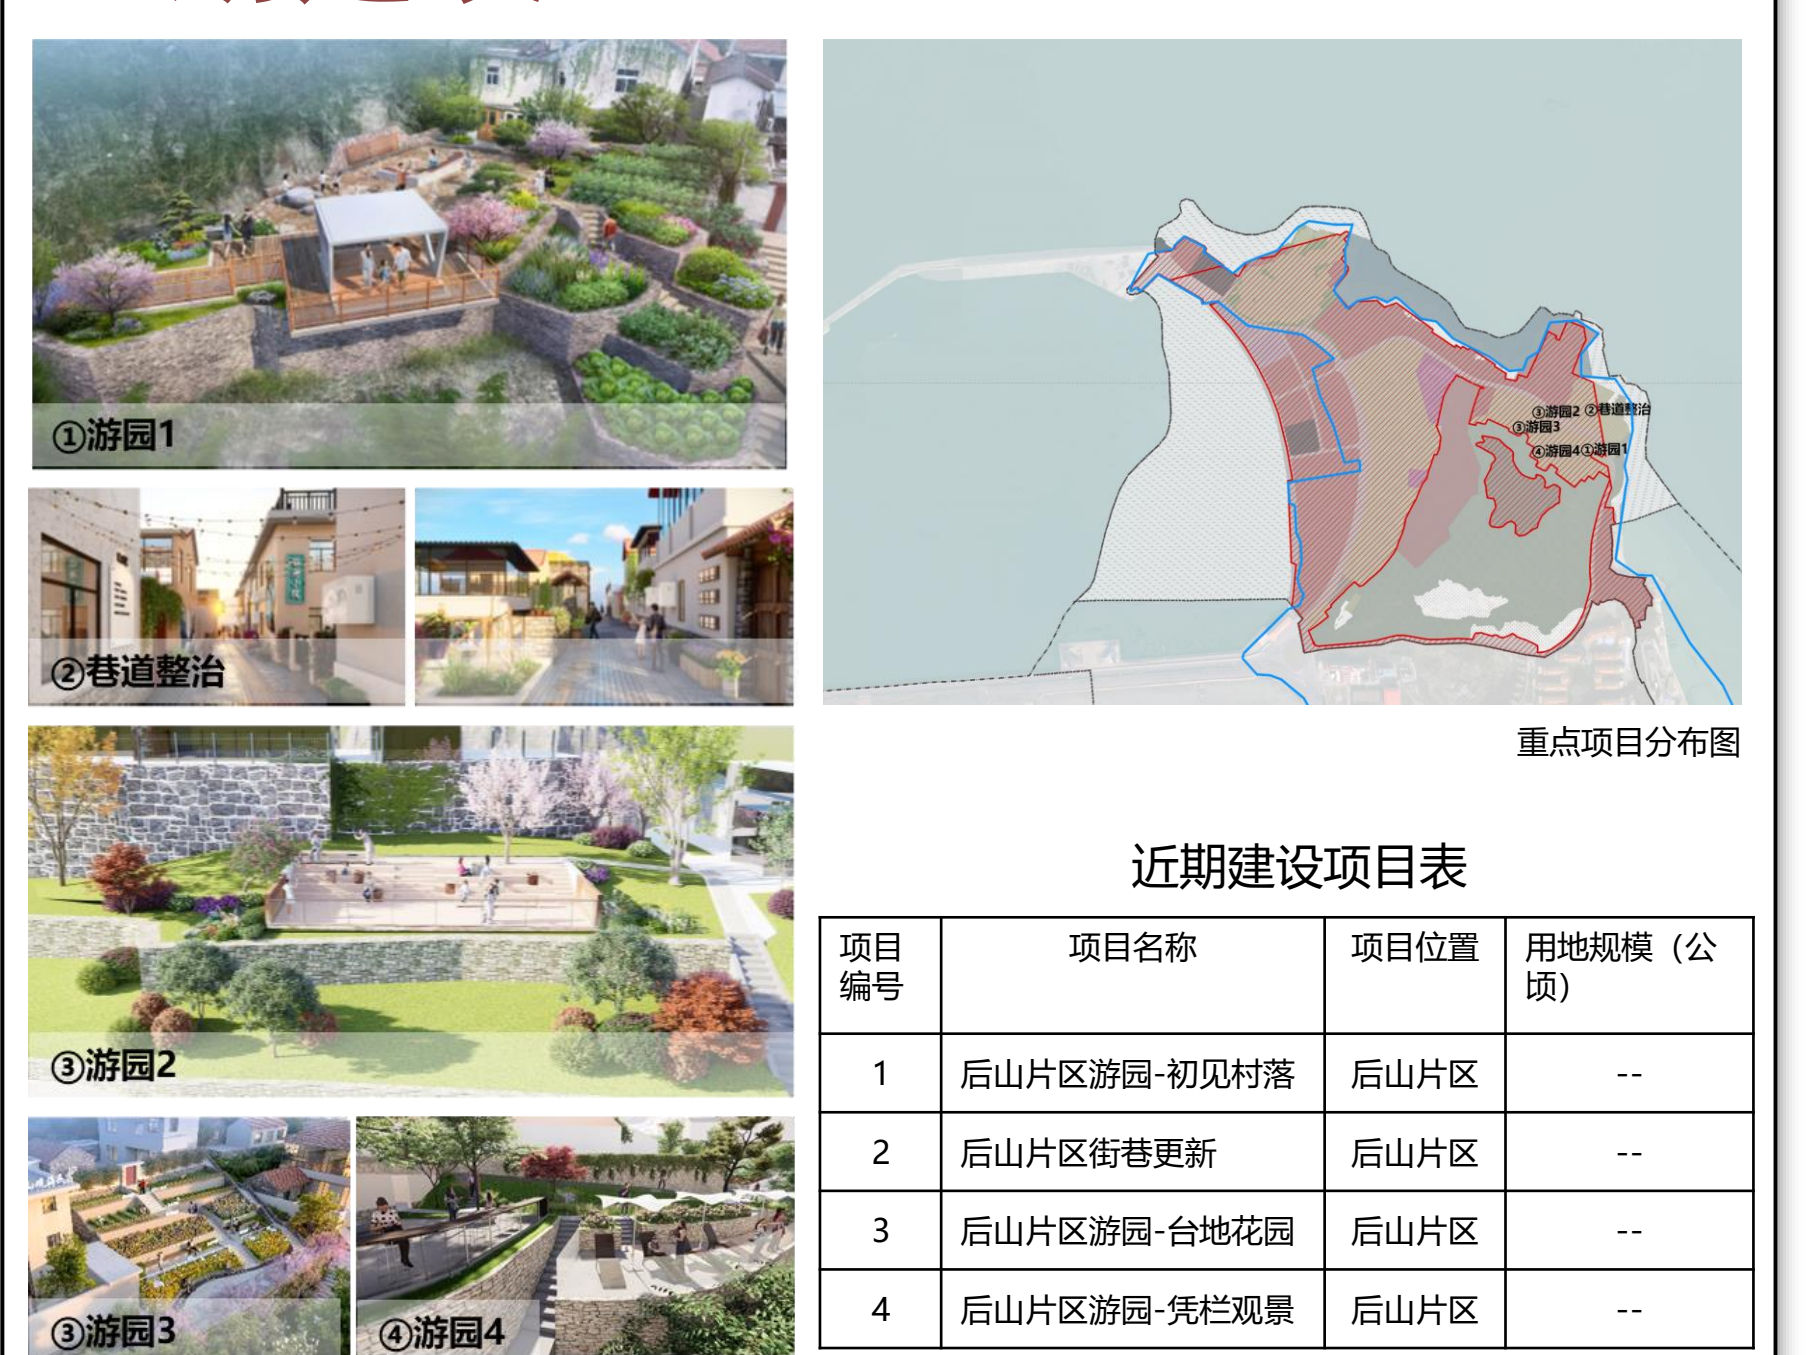 ①游园1
②巷道整治
③游园2
③游园3
④游园4
③游园2 ②巷道整治
③游园3
④游园4①游园1
重点项目分布图
近期建设项目表
项目编号 项目名称 项目位置 用地规模（公顷）
1 后山片区游园-初见村落 后山片区 --
2 后山片区街巷更新 后山片区 --
3 后山片区游园-台地花园 后山片区 --
4 后山片区游园-凭栏观景 后山片区 --